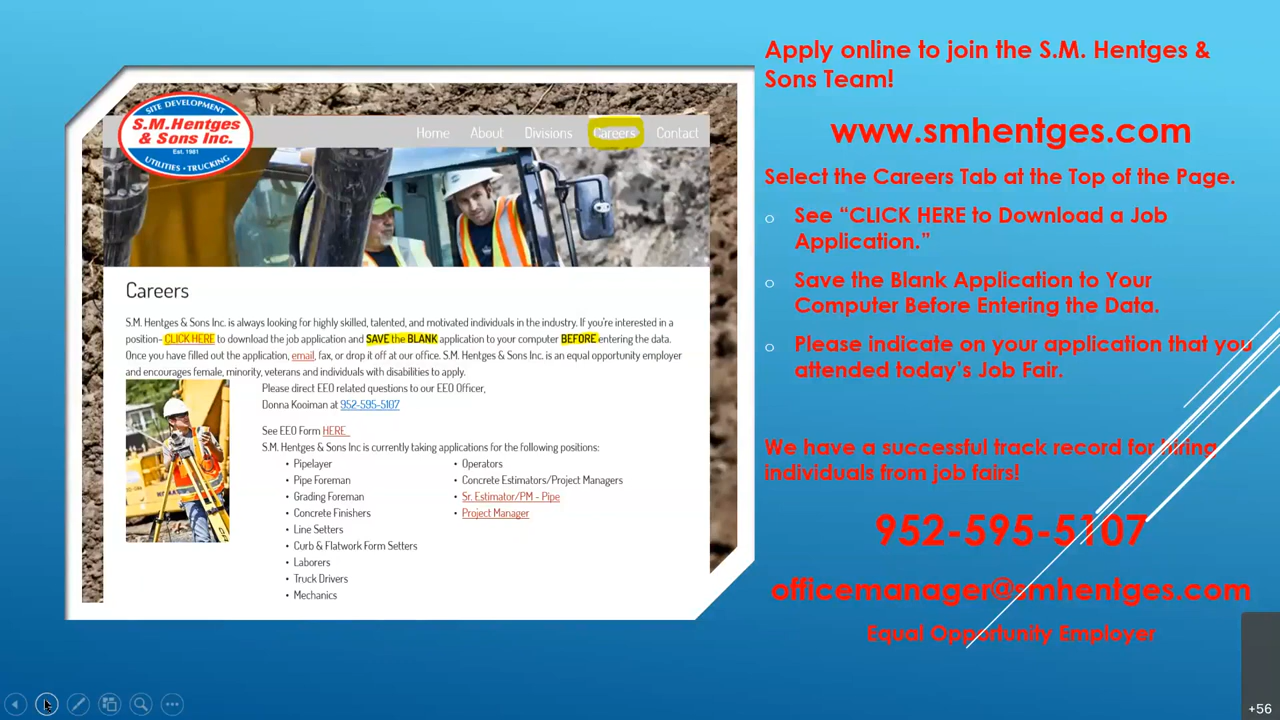 SITE DEVELOPMENT
S.M.Hentges
& Sons Inc.
Est. 1981
UTILITIES • TRUCKING
Home About Divisions Careers Contact
Careers
S.M. Hentges & Sons Inc. is always looking for highly skilled, talented, and motivated individuals in the industry. If you're interested in a
position- CLICK HERE to download the job application and SAVE the BLANK application to your computer BEFORE entering the data.
Once you have filled out the application, email, fax, or drop it off at our office. S.M. Hentges & Sons Inc. is an equal opportunity employer
and encourages female, minority, veterans and individuals with disabilities to apply.
Please direct EEO related questions to our EEO Officer,
Donna Kooiman at 952-595-5107
See EEO Form HERE
S.M. Hentges & Sons Inc is currently taking applications for the following positions:
• Pipelayer
• Pipe Foreman
• Grading Foreman
• Concrete Finishers
• Line Setters
• Curb & Flatwork Form Setters
• Laborers
• Truck Drivers
• Mechanics
• Operators
• Concrete Estimators/Project Managers
• Sr. Estimator/PM - Pipe
• Project Manager
Apply online to join the S.M. Hentges &
Sons Team!
www.smhentges.com
Select the Careers Tab at the Top of the Page.
o See “CLICK HERE to Download a Job
Application.”
o Save the Blank Application to Your
Computer Before Entering the Data.
o Please indicate on your application that you
attended today’s Job Fair.
We have a successful track record for hiring
individuals from job fairs!
952-595-5107
officemanager@smhentges.com
Equal Opportunity Employer
+56